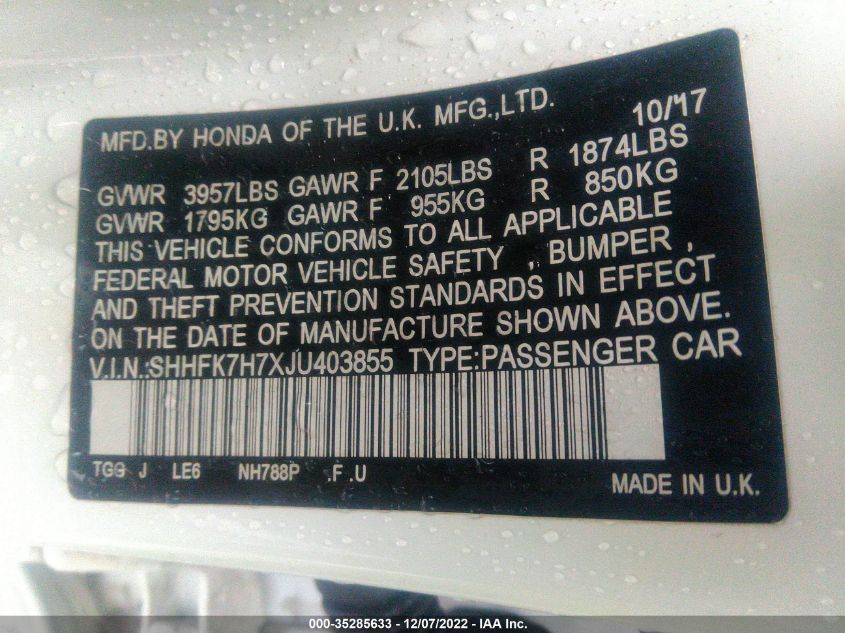 MFD.BY HONDA OF THE U.K. MFG.,LTD. 10/17
GVWR 3957LBS GAWR F 2105LBS R 1874LBS
GVWR 1795KG GAWR F 955KG R 850KG
THIS VEHICLE CONFORMS TO ALL APPLICABLE
FEDERAL MOTOR VEHICLE SAFETY , BUMPER ,
AND THEFT PREVENTION STANDARDS IN EFFECT
ON THE DATE OF MANUFACTURE SHOWN ABOVE.
V.I.N.:SHHFK7H7XJU403855 TYPE:PASSENGER CAR
TGG J LE6 NH788P .F .U MADE IN U.K.
000-35285633 - 12/07/2022 - IAA Inc.